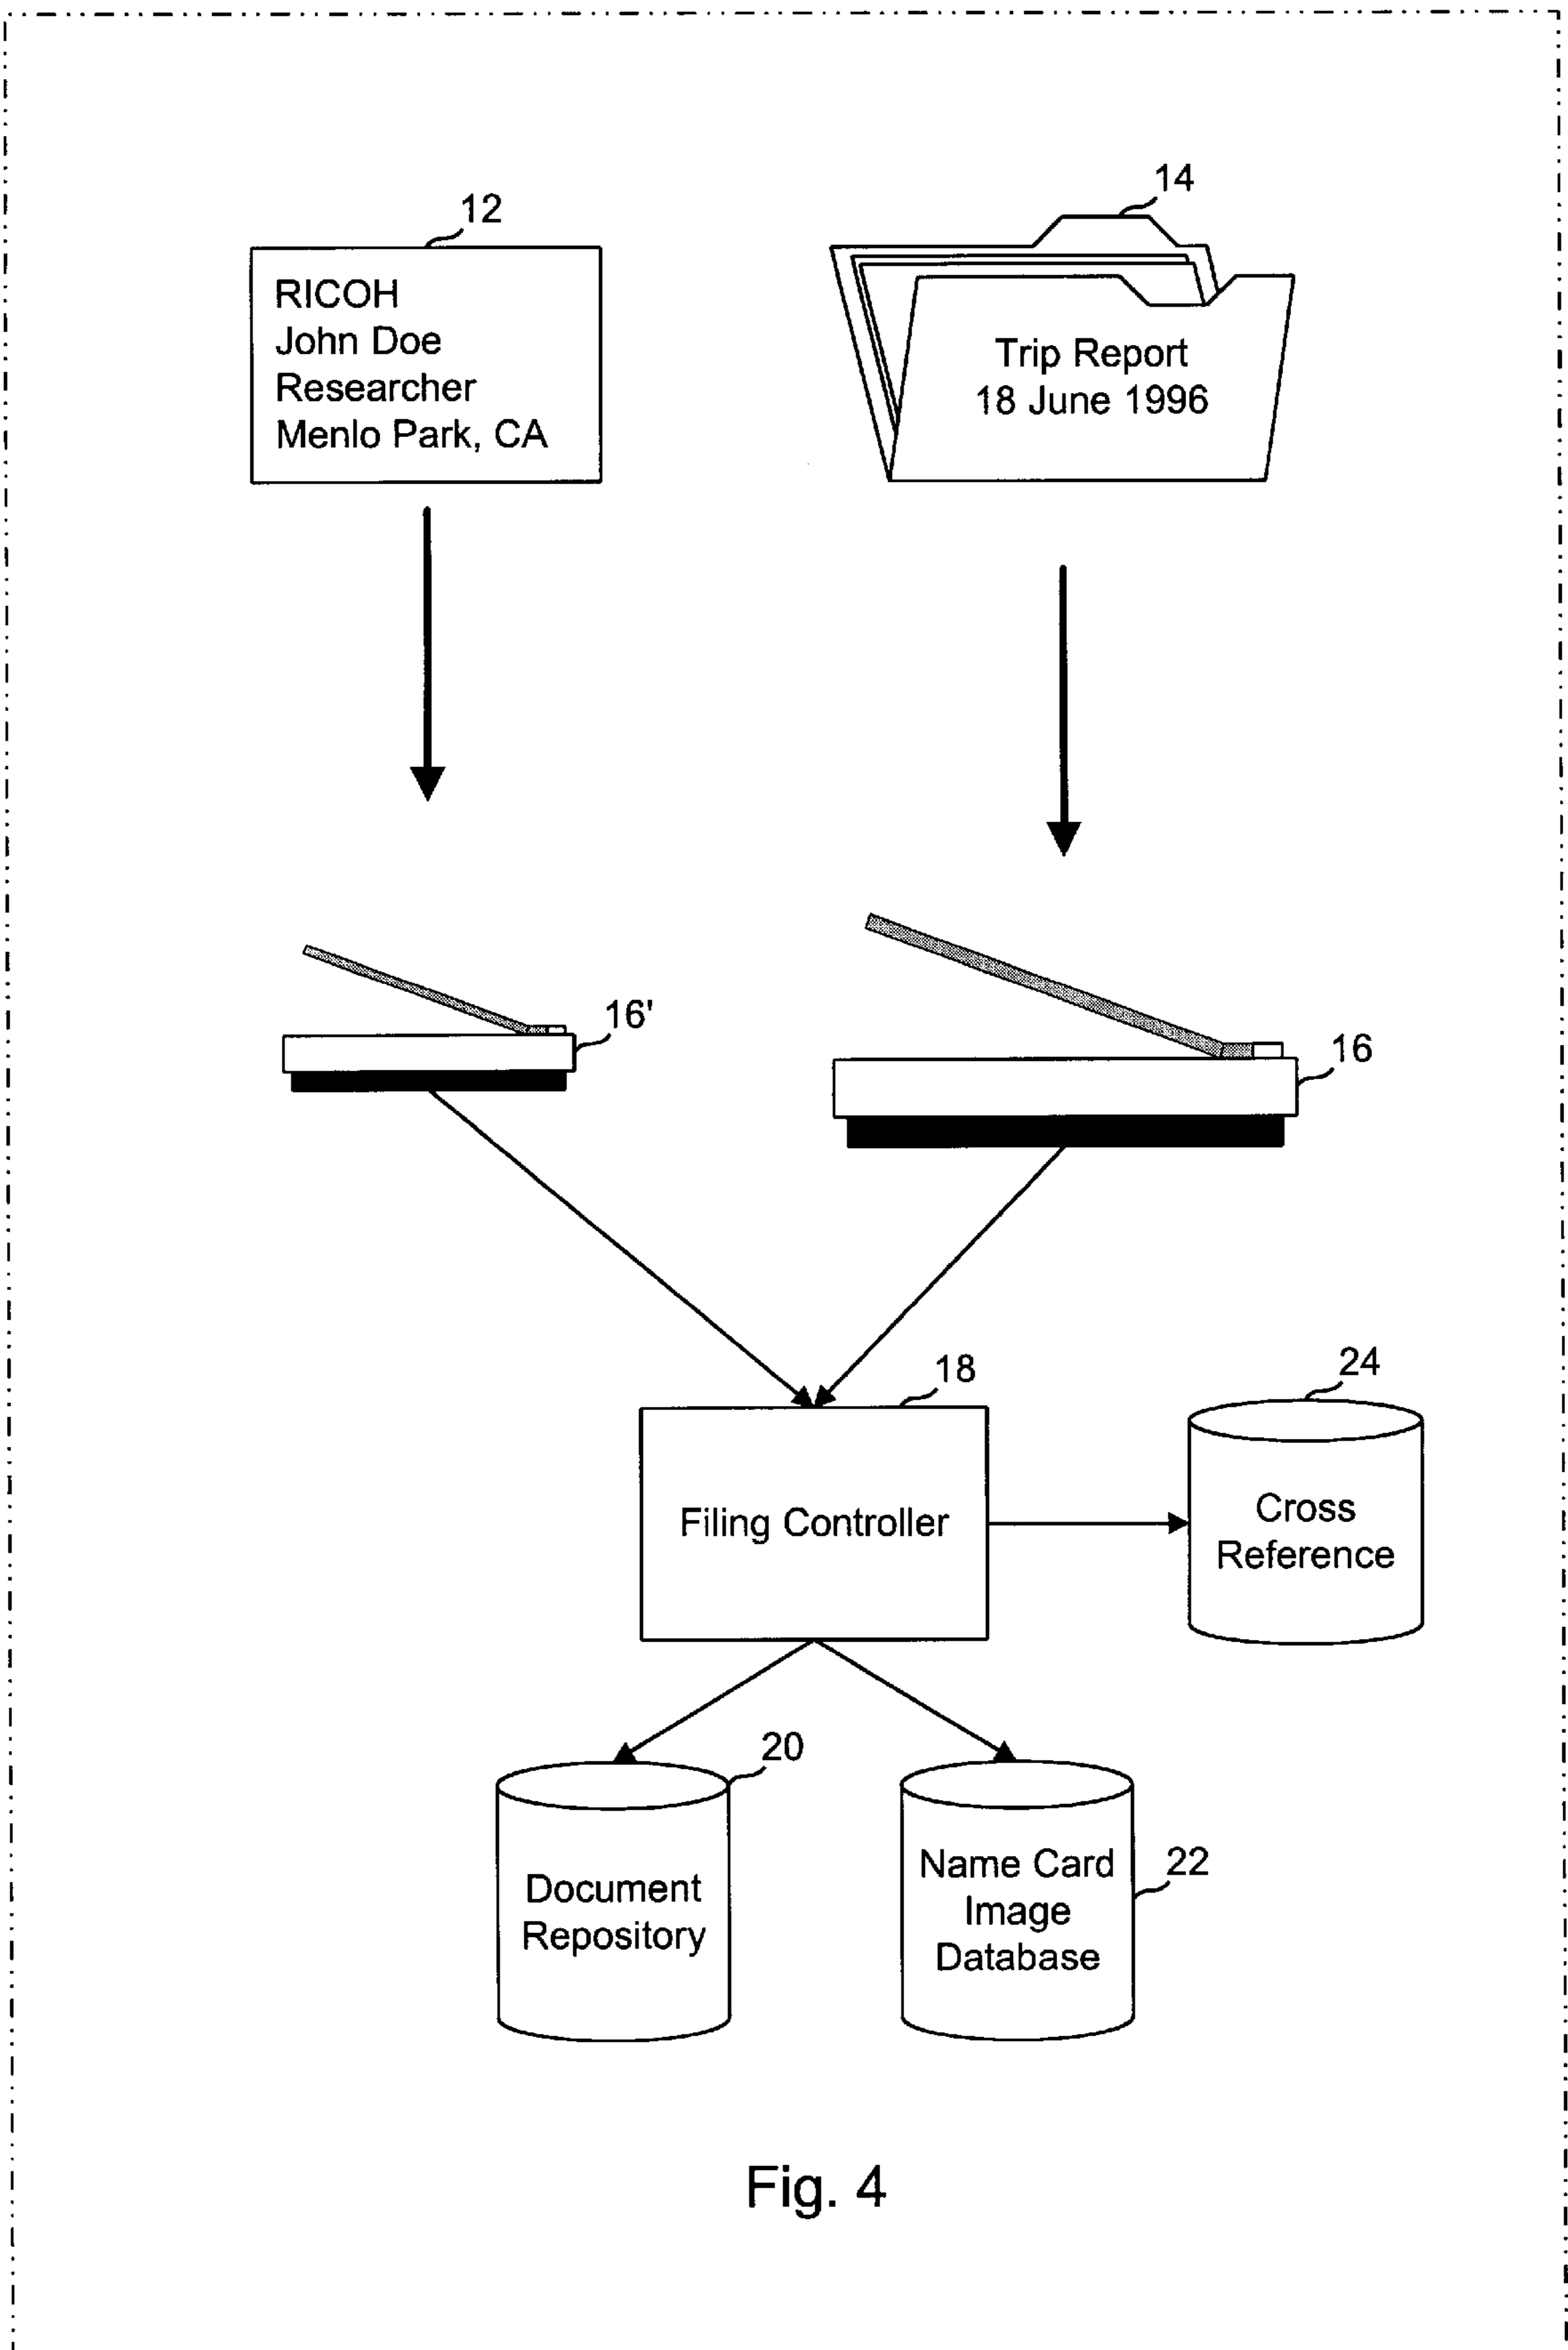 12
RICOH
John Doe
Researcher
Menlo Park, CA
14
Trip Report
18 June 1996
16'
16
18
Filing Controller
24
Cross
Reference
20
Document
Repository
22
Name Card
Image
Database
Fig. 4